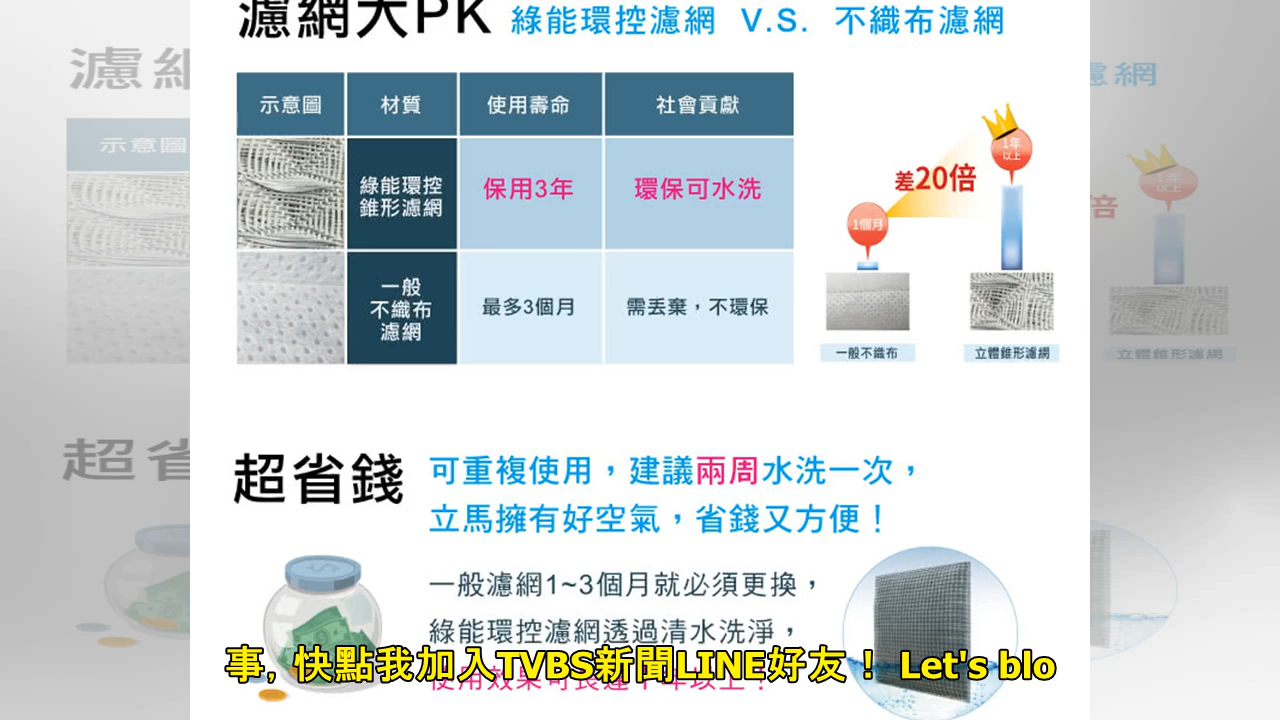 濾網大PK 綠能環控濾網 V.S. 不織布濾網
示意圖 材質 使用壽命 社會貢獻
綠能環控
錐形濾網
保用3年 環保可水洗
一般
不織布
濾網
最多3個月 需丟棄，不環保
1年
以上
差20倍
1個月
一般不織布 立體錐形濾網
超省錢 可重複使用，建議兩周水洗一次，
立馬擁有好空氣，省錢又方便！
一般濾網1~3個月就必須更換，
綠能環控濾網透過清水洗淨，
事, 快點我加入TVBS新聞LINE好友！ Let's blo